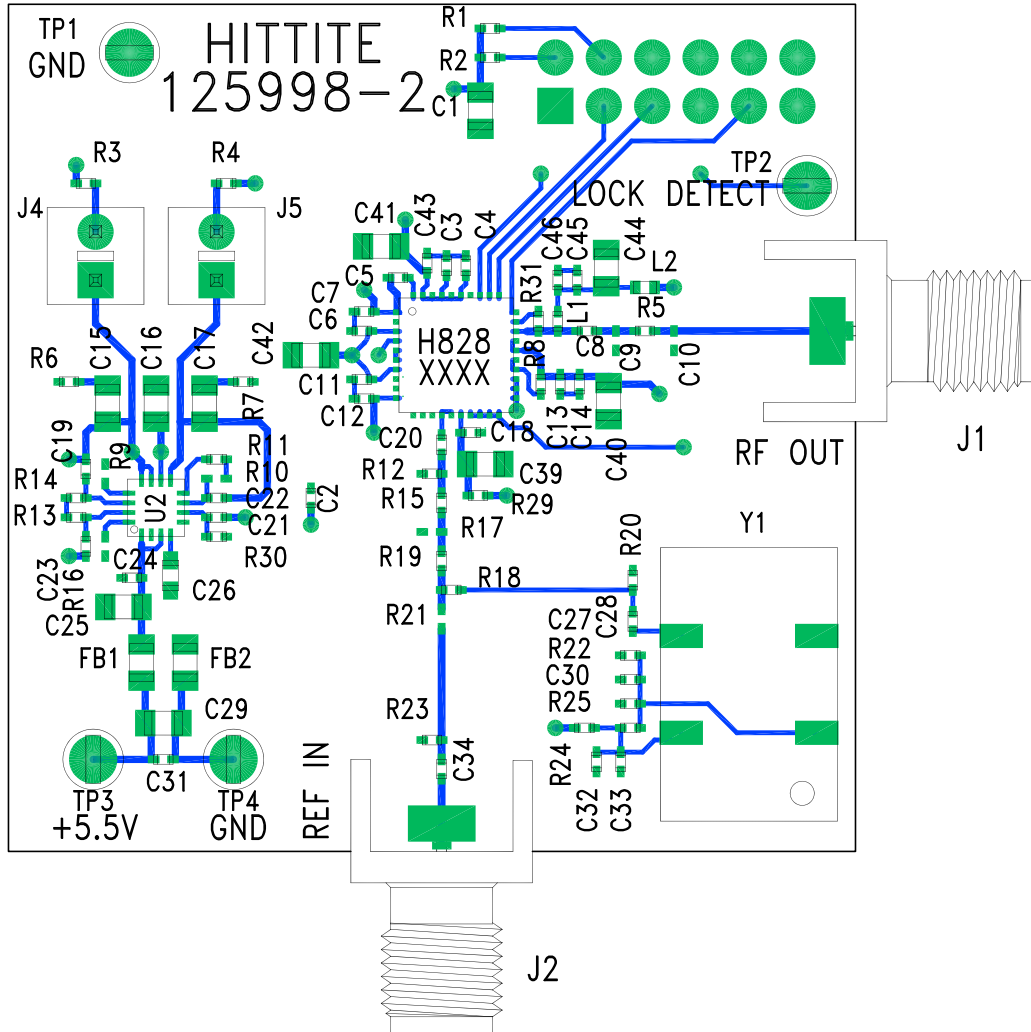 TP1
GND
HITTITE
125998-2
R1
R2
C1
R3
R4
TP2
LOCK DETECT
J4
J5
C41
C43
C3
C4
C46
C45
C44
L2
C5
C7
C6
R31
L1
R5
C8
C9
C10
H828
XXXX
R8
R6
C15
C16
C17
C42
R7
C11
C12
C13
C14
C40
RF OUT
J1
C19
R9
R11
R10
C20
C18
R12
C39
R14
R13
U2
C22
C21
C2
R15
R29
R17
R30
R19
C23
R16
C24
C26
C25
R18
R20
Y1
R21
C28
C27
R22
C30
R25
FB1
FB2
C29
R23
C34
R24
C31
TP3
+5.5V
TP4
GND
REF IN
C32
C33
J2